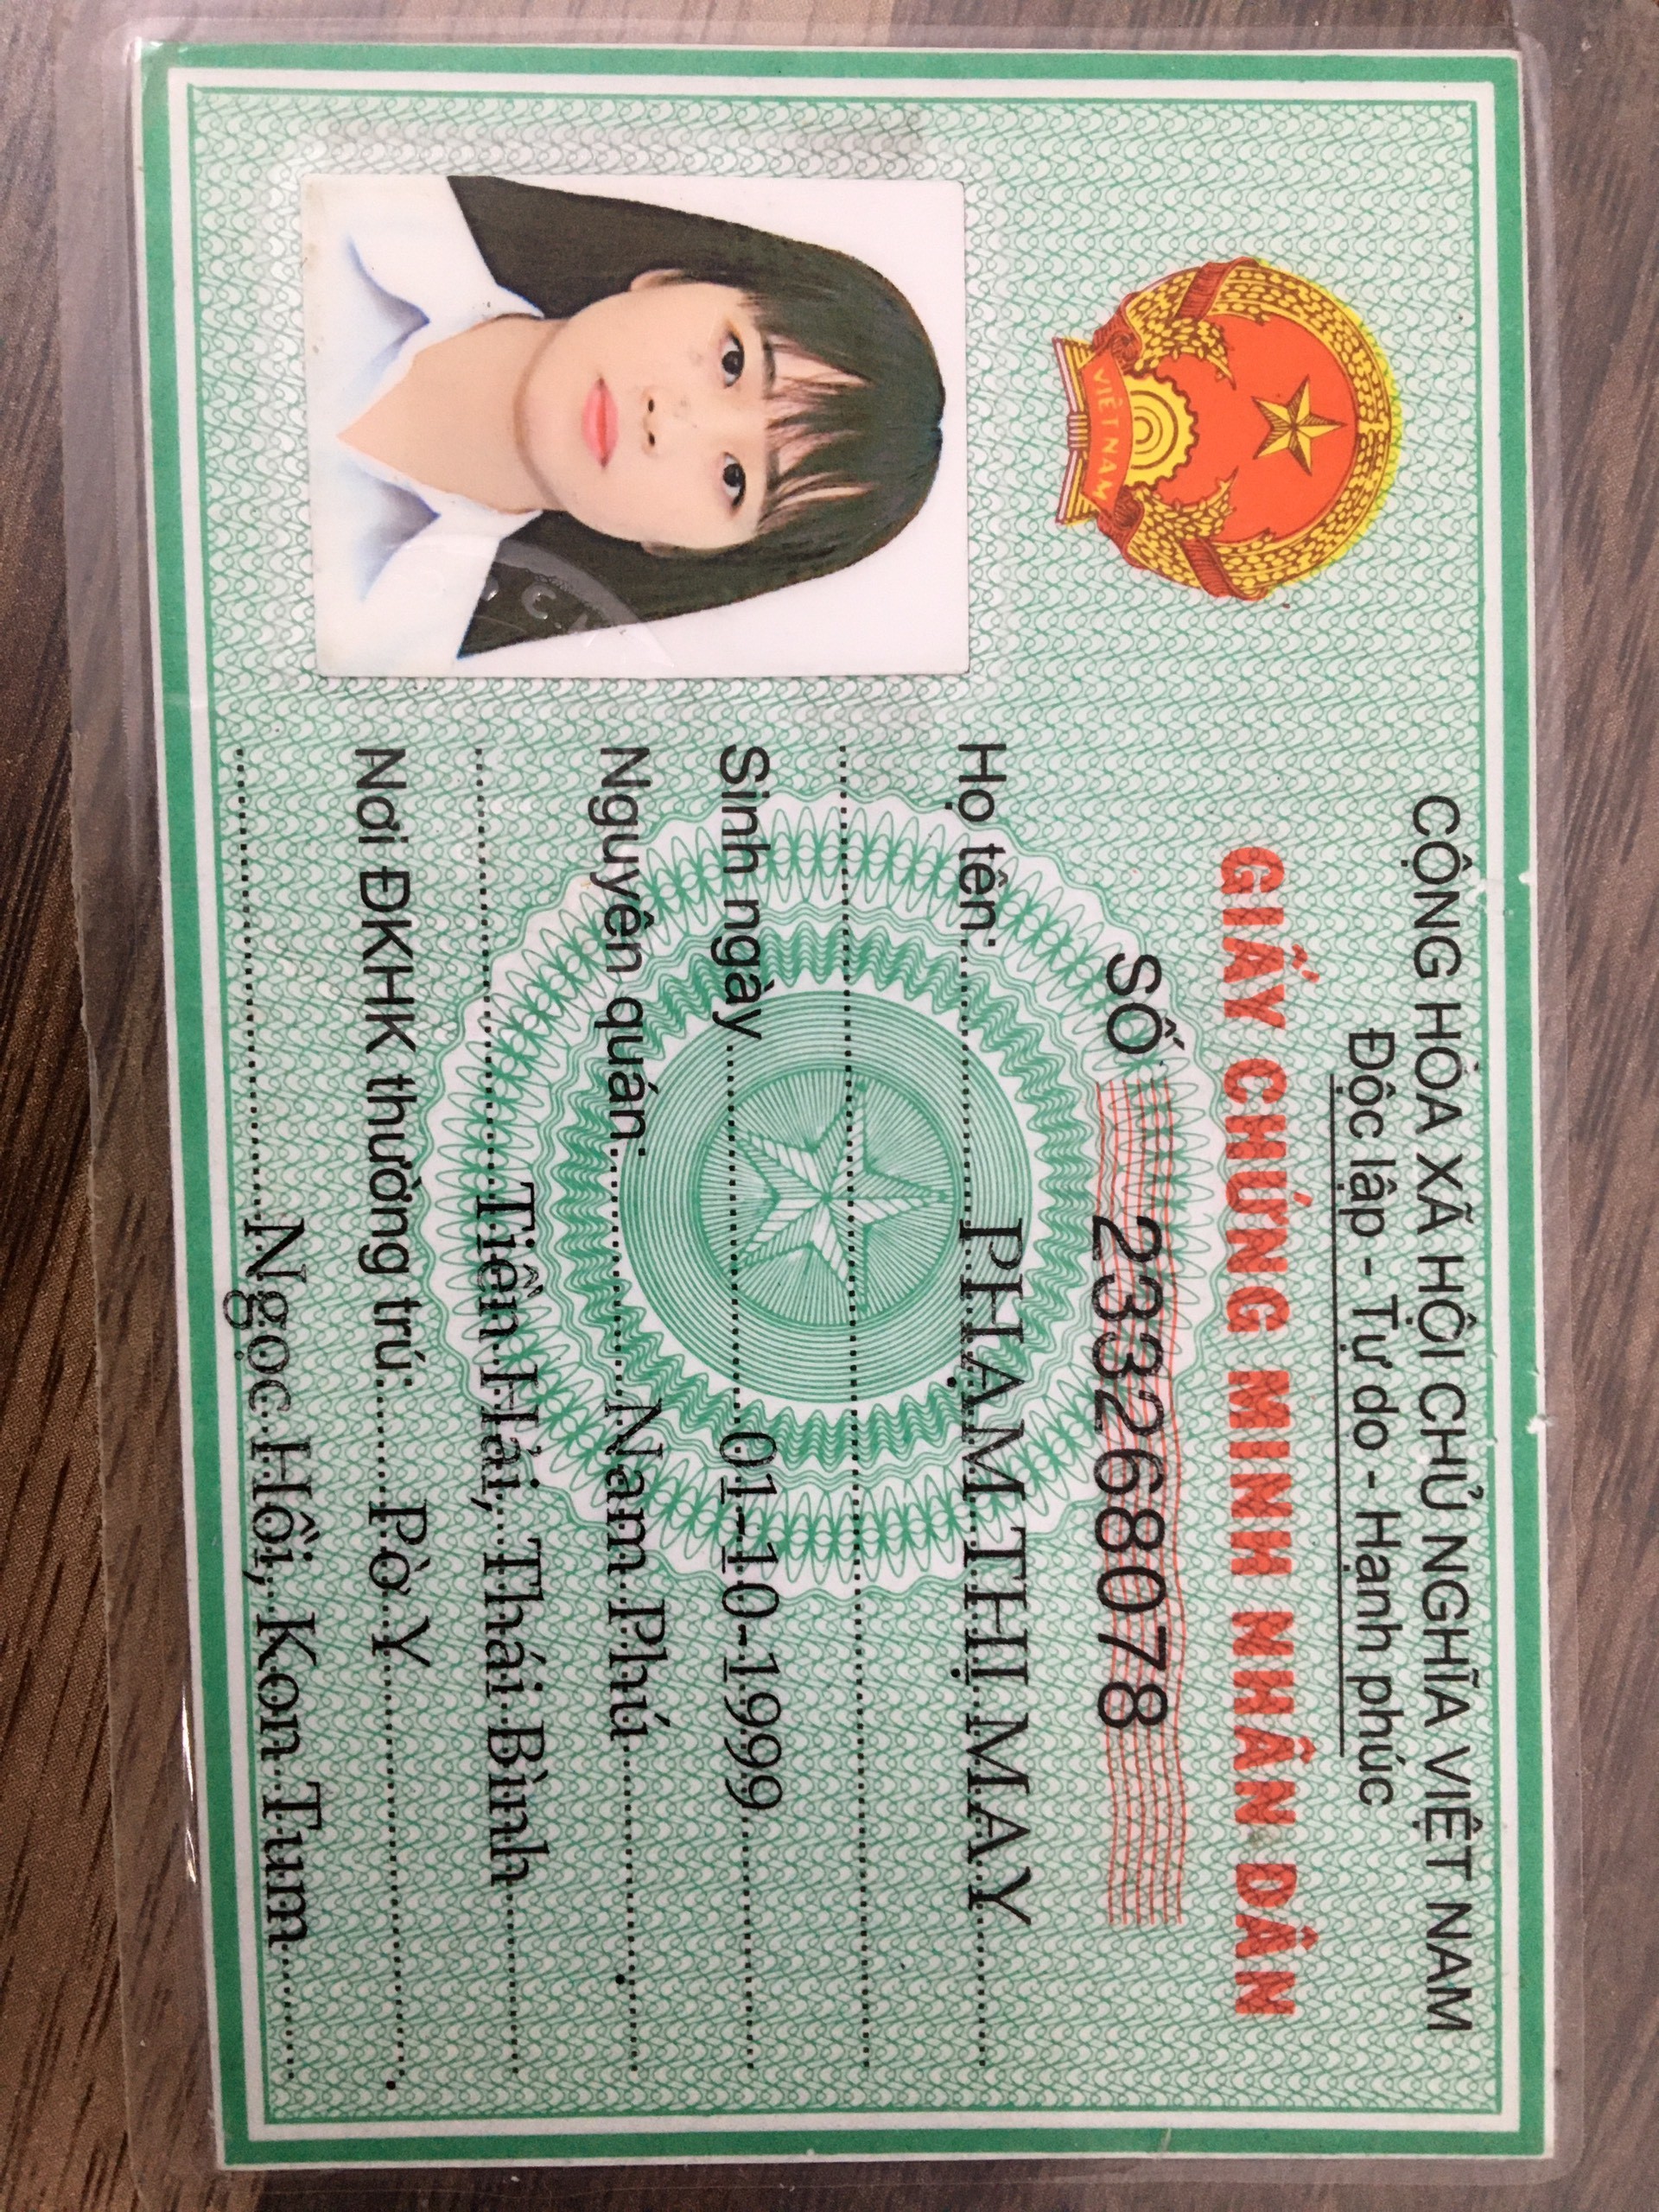 CỘNG HÒA XÃ HỘI CHỦ NGHĨA VIỆT NAM
Độc lập - Tự do - Hạnh phúc
GIẤY CHỨNG MINH NHÂN DÂN
SỐ 233268078
Họ tên: PHẠM THỊ MAY
Sinh ngày 01-10-1999
Nguyên quán Nam Phú
Tiền Hải, Thái Bình
Nơi ĐKHK thường trú: Pờ Y
Ngọc Hồi, Kon Tum
VIỆT NAM